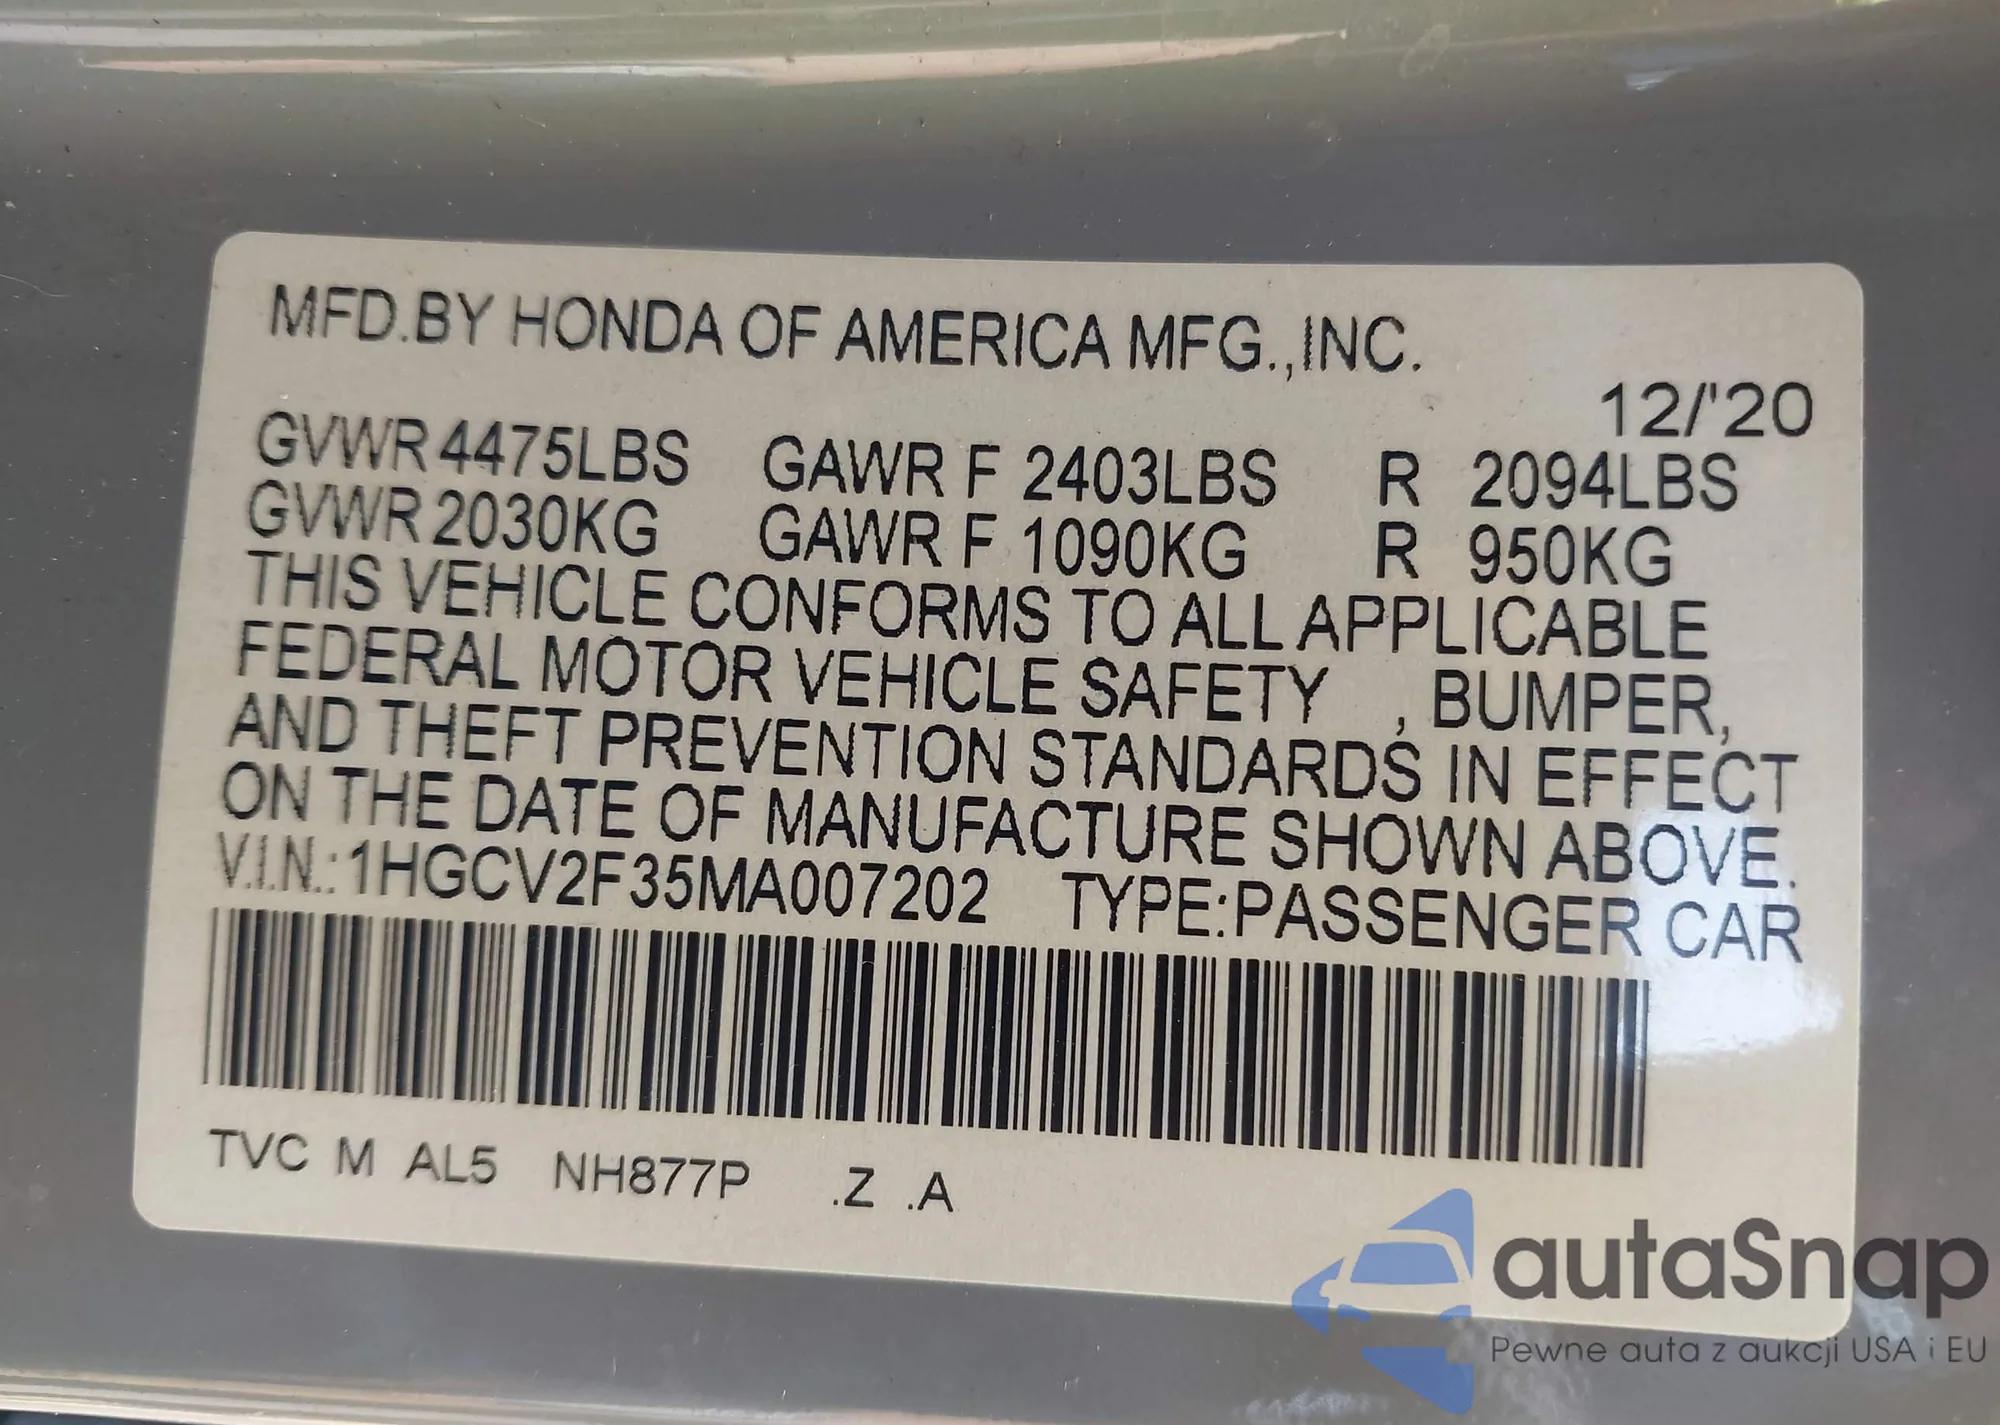 MFD.BY HONDA OF AMERICA MFG.,INC.
12/'20
GVWR 4475LBS GAWR F 2403LBS R 2094LBS
GVWR 2030KG GAWR F 1090KG R 950KG
THIS VEHICLE CONFORMS TO ALL APPLICABLE
FEDERAL MOTOR VEHICLE SAFETY , BUMPER,
AND THEFT PREVENTION STANDARDS IN EFFECT
ON THE DATE OF MANUFACTURE SHOWN ABOVE.
V.I.N.:1HGCV2F35MA007202 TYPE:PASSENGER CAR
TVC M AL5 NH877P .Z .A
autaSnap
Pewne auta z aukcji USA i EU